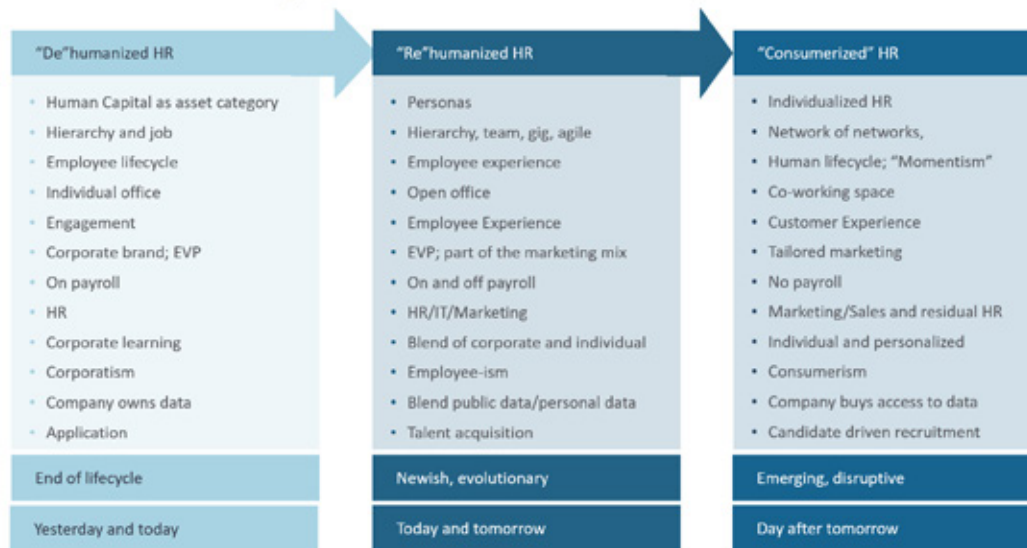 “De”humanized HR
Human Capital as asset category
Hierarchy and job
Employee lifecycle
Individual office
Engagement
Corporate brand; EVP
On payroll
HR
Corporate learning
Corporatism
Company owns data
Application
End of lifecycle
Yesterday and today
“Re”humanized HR
Personas
Hierarchy, team, gig, agile
Employee experience
Open office
Employee Experience
EVP; part of the marketing mix
On and off payroll
HR/IT/Marketing
Blend of corporate and individual
Employee-ism
Blend public data/personal data
Talent acquisition
Newish, evolutionary
Today and tomorrow
“Consumerized” HR
Individualized HR
Network of networks,
Human lifecycle; “Momentism”
Co-working space
Customer Experience
Tailored marketing
No payroll
Marketing/Sales and residual HR
Individual and personalized
Consumerism
Company buys access to data
Candidate driven recruitment
Emerging, disruptive
Day after tomorrow